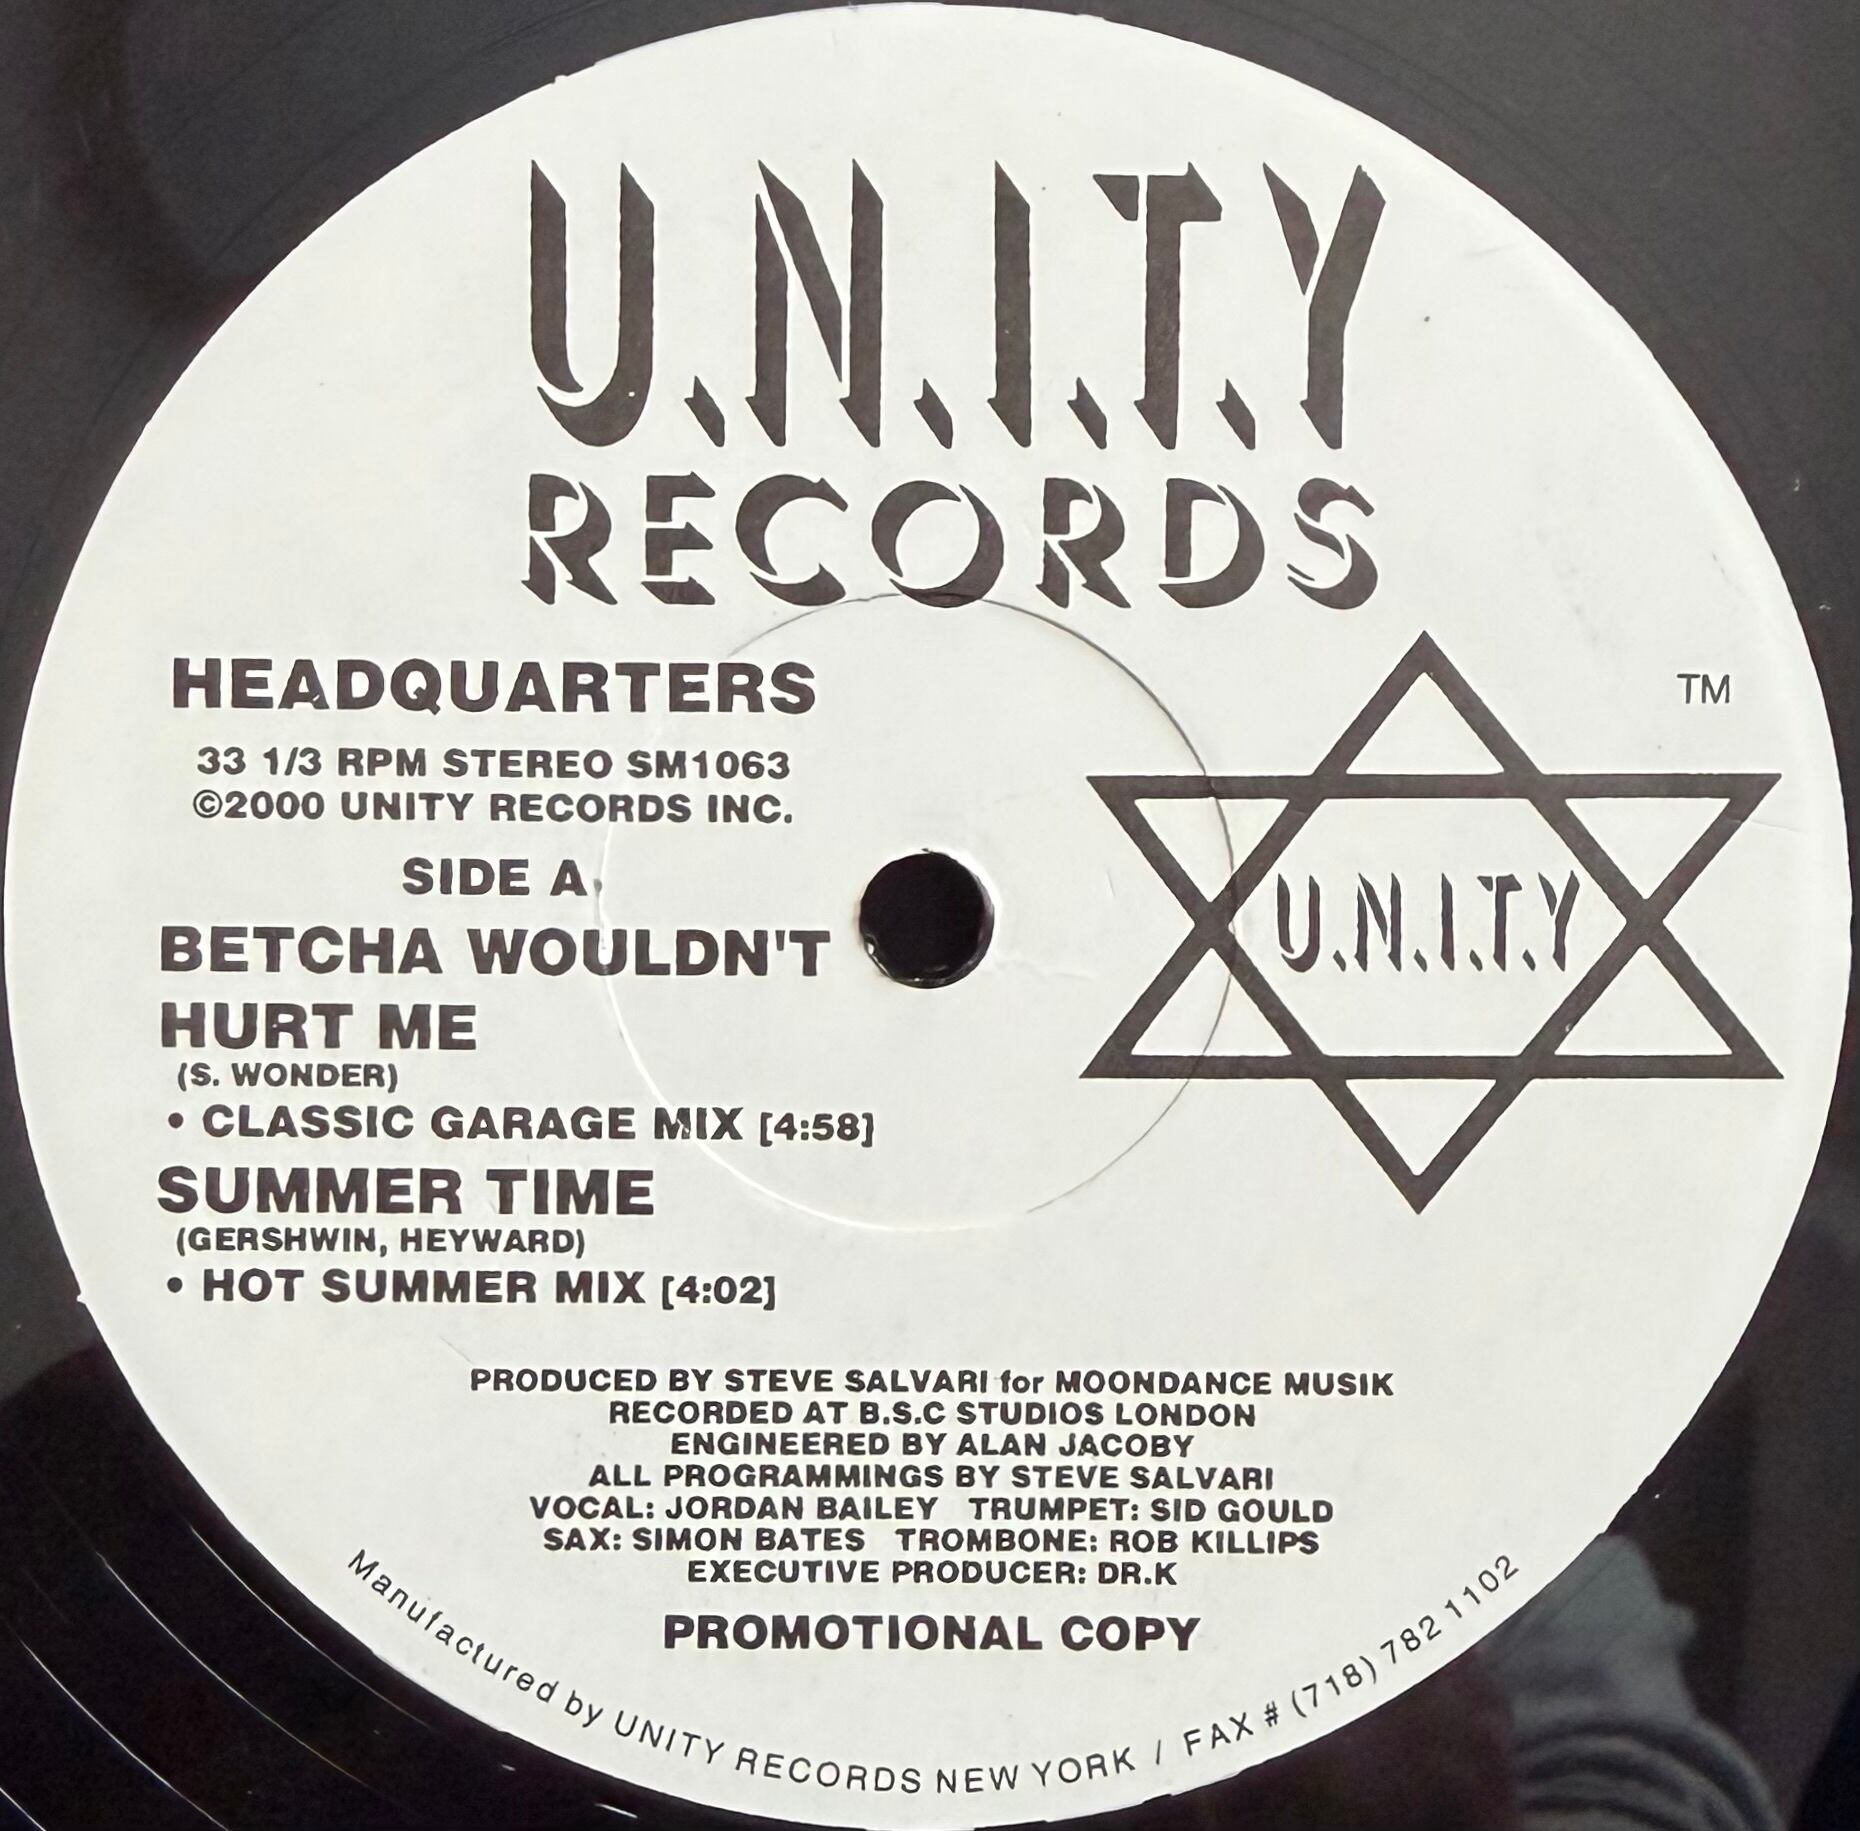 U.N.I.T.Y
RECORDS
HEADQUARTERS
33 1/3 RPM STEREO SM1063
©2000 UNITY RECORDS INC.
SIDE A
BETCHA WOULDN'T
HURT ME
(S. WONDER)
• CLASSIC GARAGE MIX [4:58]
SUMMER TIME
(GERSHWIN, HEYWARD)
• HOT SUMMER MIX [4:02]
TM
U.N.I.T.Y
PRODUCED BY STEVE SALVARI for MOONDANCE MUSIK
RECORDED AT B.S.C STUDIOS LONDON
ENGINEERED BY ALAN JACOBY
ALL PROGRAMMINGS BY STEVE SALVARI
VOCAL: JORDAN BAILEY TRUMPET: SID GOULD
SAX: SIMON BATES TROMBONE: ROB KILLIPS
EXECUTIVE PRODUCER: DR.K
PROMOTIONAL COPY
Manufactured by UNITY RECORDS NEW YORK / FAX # (718) 782 1102